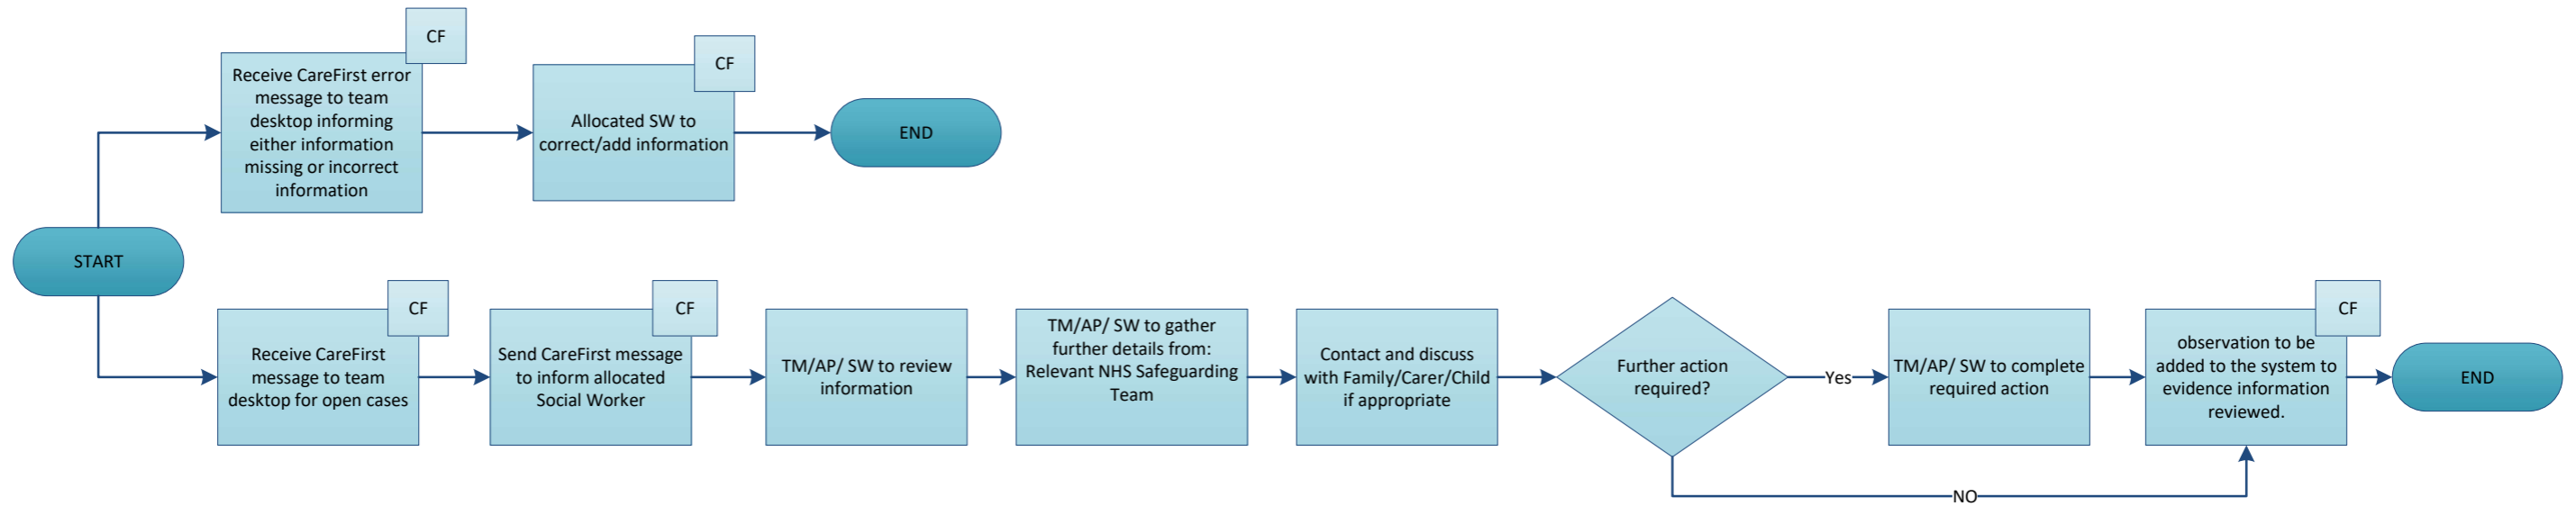 CF
Receive CareFirst error
message to team
desktop informing
either information
missing or incorrect
information
CF
Allocated SW to
correct/add information
END
START
CF
Receive CareFirst
message to team
desktop for open cases
CF
Send CareFirst message
to inform allocated
Social Worker
TM/AP/ SW to review
information
TM/AP/ SW to gather
further details from:
Relevant NHS Safeguarding
Team
Contact and discuss
with Family/Carer/Child
if appropriate
Further action
required?
Yes
TM/AP/ SW to complete
required action
CF
observation to be
added to the system to
evidence information
reviewed.
END
NO